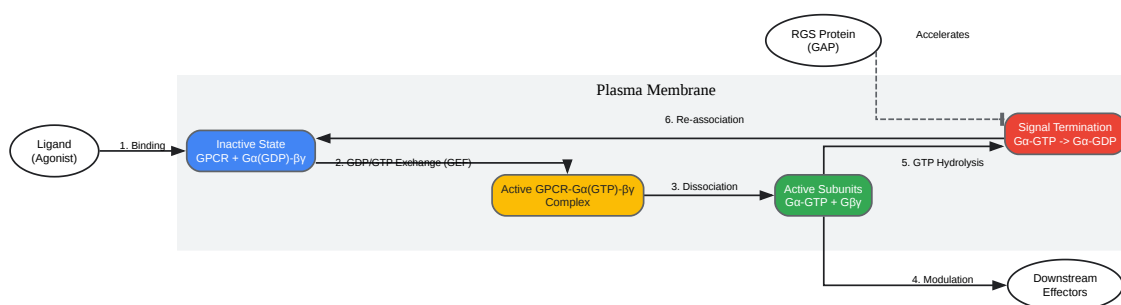 RGS Protein
(GAP)
Accelerates
Plasma Membrane
Ligand
(Agonist)
1. Binding
Inactive State
GPCR + Gα(GDP)-βγ
6. Re-association
Signal Termination
Gα-GTP -> Gα-GDP
2. GDP/GTP Exchange (GEF)
5. GTP Hydrolysis
Active GPCR-Gα(GTP)-βγ
Complex
3. Dissociation
Active Subunits
Gα-GTP + Gβγ
4. Modulation
Downstream
Effectors